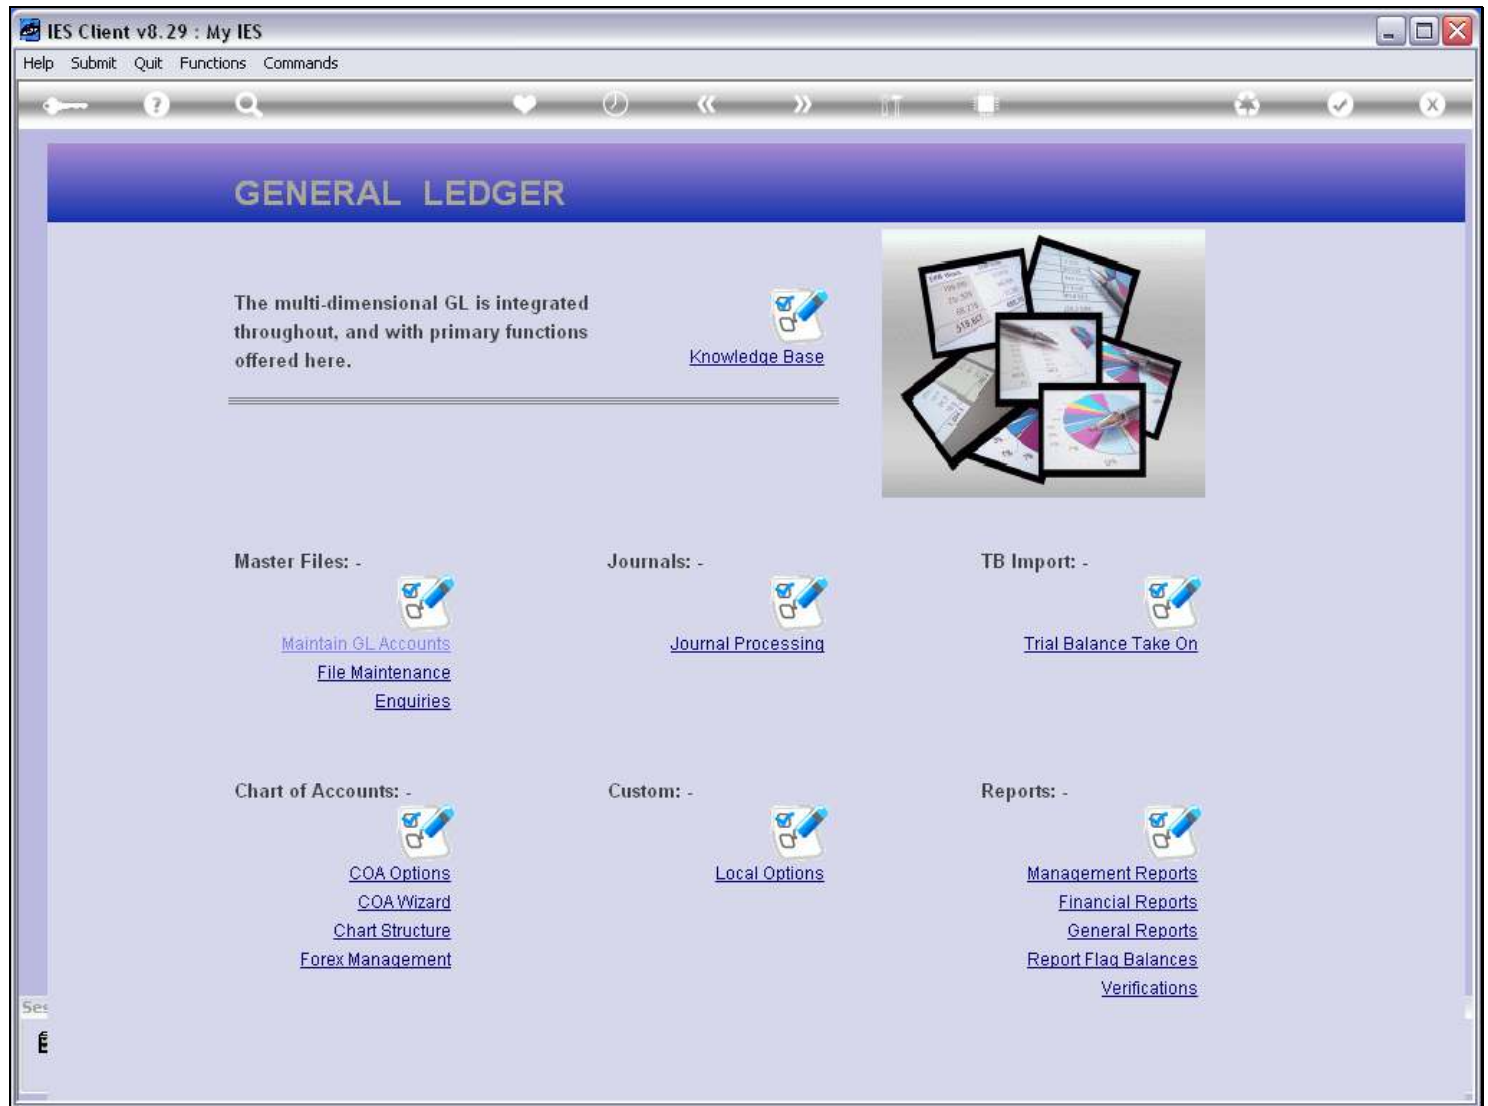 IES Client v8.29 : My IES
Help Submit Quit Functions Commands
GENERAL LEDGER
The multi-dimensional GL is integrated
throughout, and with primary functions
offered here.
Knowledge Base
Master Files: -
Maintain GL Accounts
File Maintenance
Enquiries
Journals: -
Journal Processing
TB Import: -
Trial Balance Take On
Chart of Accounts: -
COA Options
COA Wizard
Chart Structure
Forex Management
Custom: -
Local Options
Reports: -
Management Reports
Financial Reports
General Reports
Report Flag Balances
Verifications